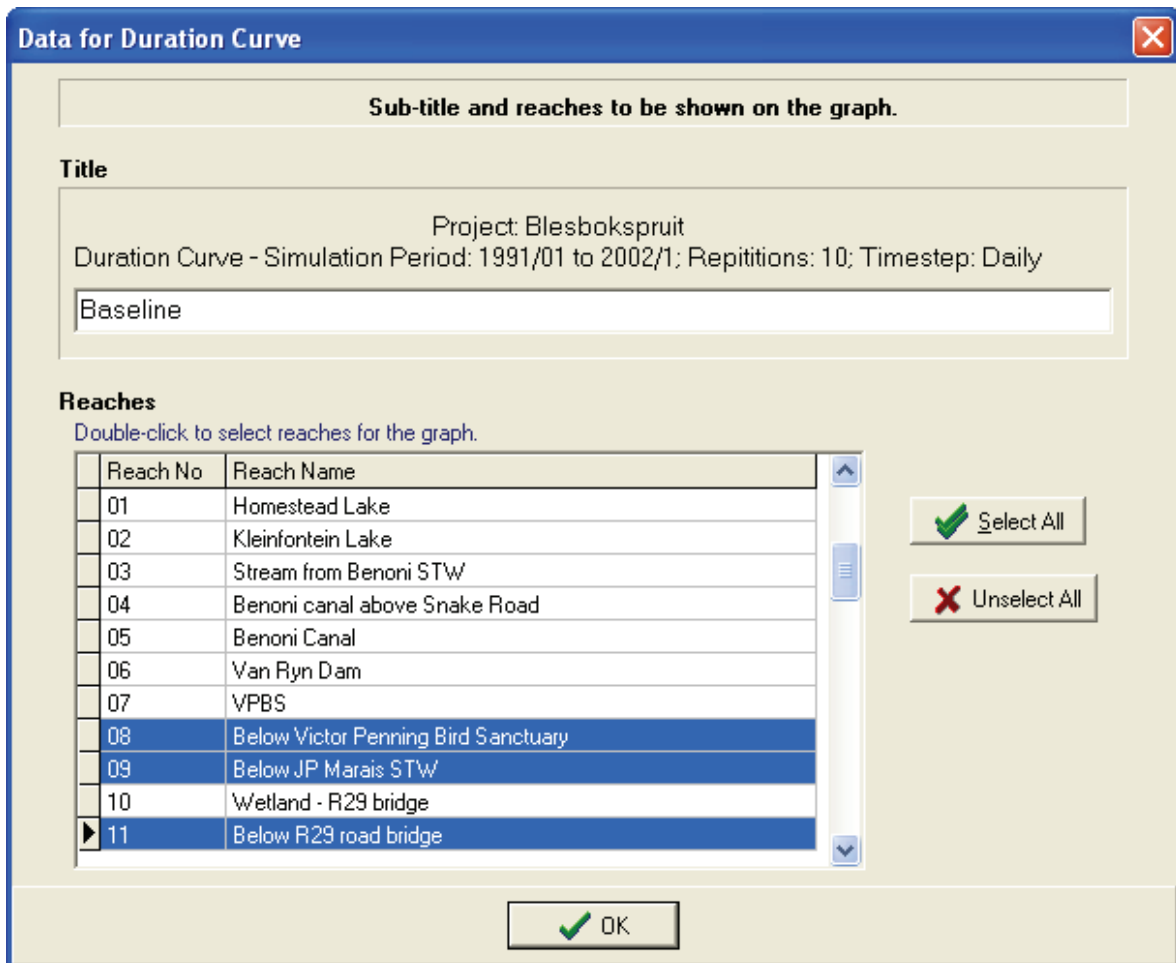 Data for Duration Curve
Sub-title and reaches to be shown on the graph.
Title
Project: Blesbokspruit
Duration Curve - Simulation Period: 1991/01 to 2002/1; Repititions: 10; Timestep: Daily
Baseline
Reaches
Double-click to select reaches for the graph.
Reach No Reach Name
01 Homestead Lake
02 Kleinfontein Lake
03 Stream from Benoni STW
04 Benoni canal above Snake Road
05 Benoni Canal
06 Van Ryn Dam
07 VPBS
08 Below Victor Penning Bird Sanctuary
09 Below JP Marais STW
10 Wetland - R29 bridge
11 Below R29 road bridge
Select All
Unselect All
OK